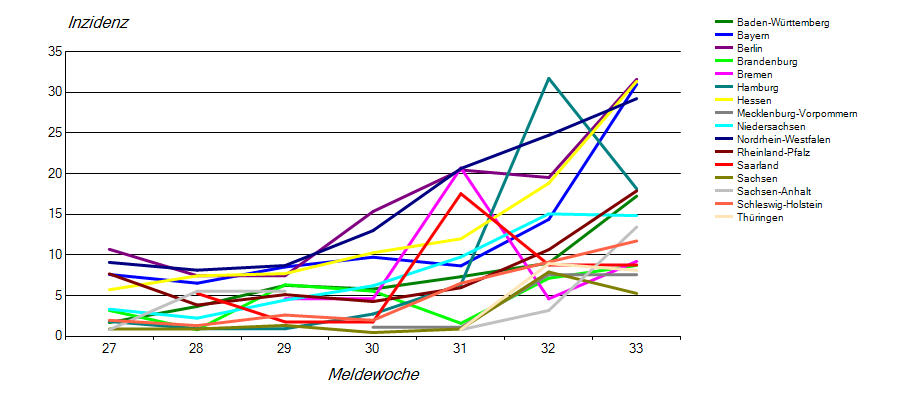 Inzidenz
35
30
25
20
15
10
5
0
27 28 29 30 31 32 33
Meldewoche
Baden-Württemberg
Bayern
Berlin
Brandenburg
Bremen
Hamburg
Hessen
Mecklenburg-Vorpommern
Niedersachsen
Nordrhein-Westfalen
Rheinland-Pfalz
Saarland
Sachsen
Sachsen-Anhalt
Schleswig-Holstein
Thüringen